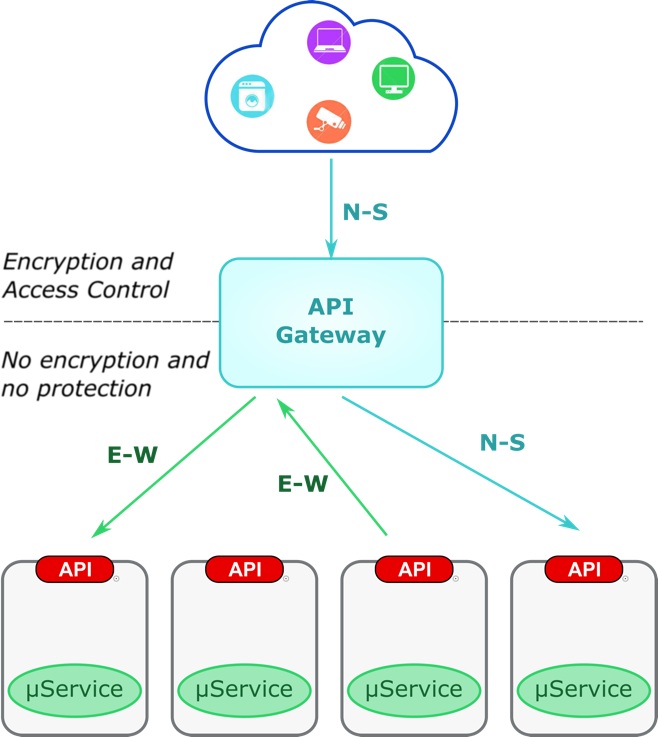 N-S
Encryption and
Access Control
API
Gateway
No encryption and
no protection
E-W
E-W
N-S
API
API
API
API
μService
μService
μService
μService